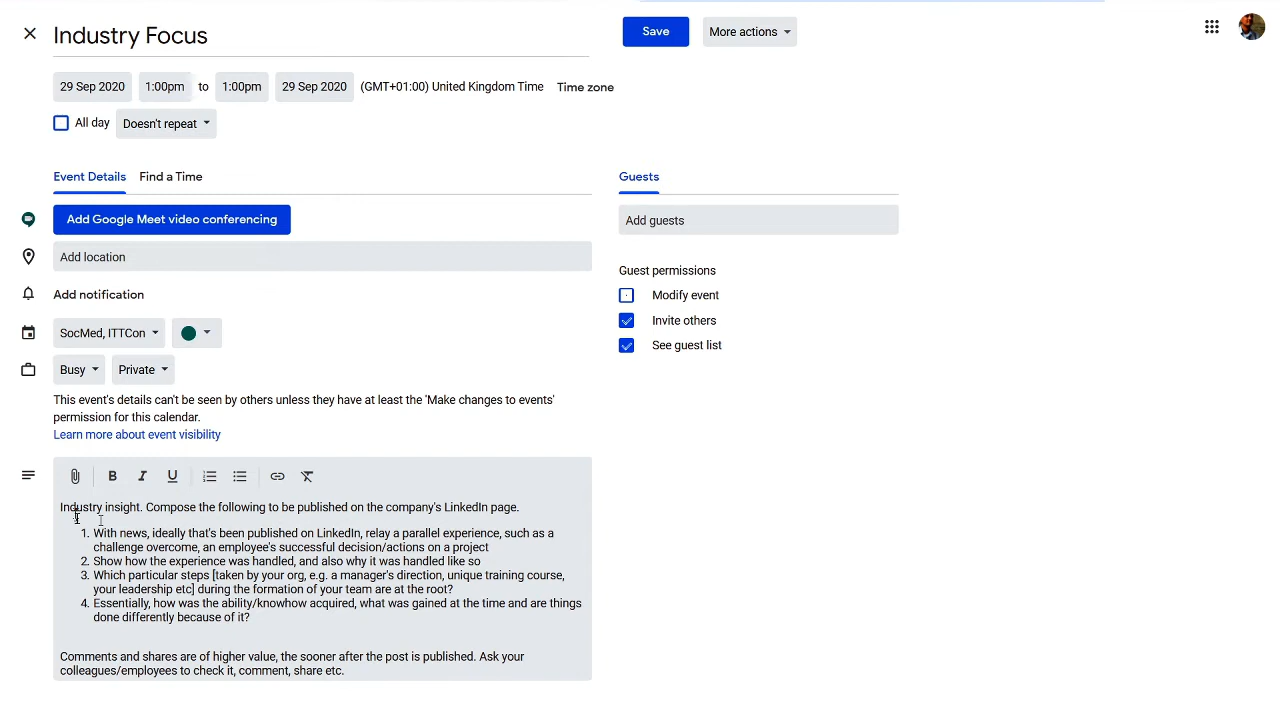 Industry Focus
Save
More actions
29 Sep 2020 1:00pm to 1:00pm 29 Sep 2020 (GMT+01:00) United Kingdom Time Time zone
All day Doesn't repeat
Event Details Find a Time
Guests
Add Google Meet video conferencing
Add guests
Add location
Guest permissions
Add notification
Modify event
Invite others
SocMed, ITTCon
See guest list
Busy Private
This event's details can't be seen by others unless they have at least the 'Make changes to events'
permission for this calendar.
Learn more about event visibility
B I U
Industry insight. Compose the following to be published on the company's LinkedIn page.
1. With news, ideally that's been published on LinkedIn, relay a parallel experience, such as a
challenge overcome, an employee's successful decision/actions on a project
2. Show how the experience was handled, and also why it was handled like so
3. Which particular steps [taken by your org, e.g. a manager's direction, unique training course,
your leadership etc] during the formation of your team are at the root?
4. Essentially, how was the ability/knowhow acquired, what was gained at the time and are things
done differently because of it?
Comments and shares are of higher value, the sooner after the post is published. Ask your
colleagues/employees to check it, comment, share etc.